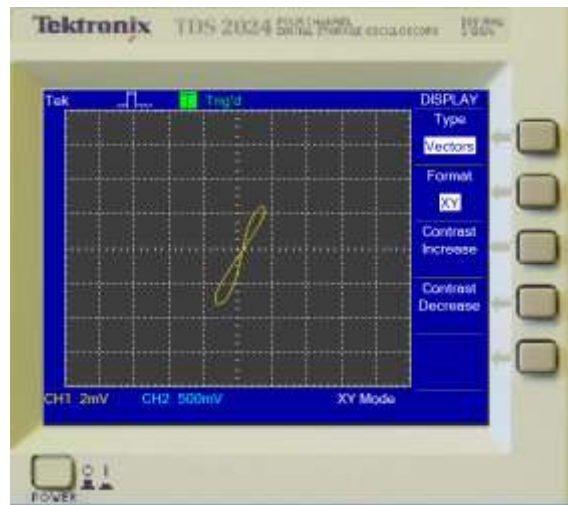 Tektronix TDS 2024
Tek Trig'd
DISPLAY
Type
Vectors
Format
XY
Contrast
Increase
Contrast
Decrease
CH1 2mV CH2 500mV XY Mode
POWER